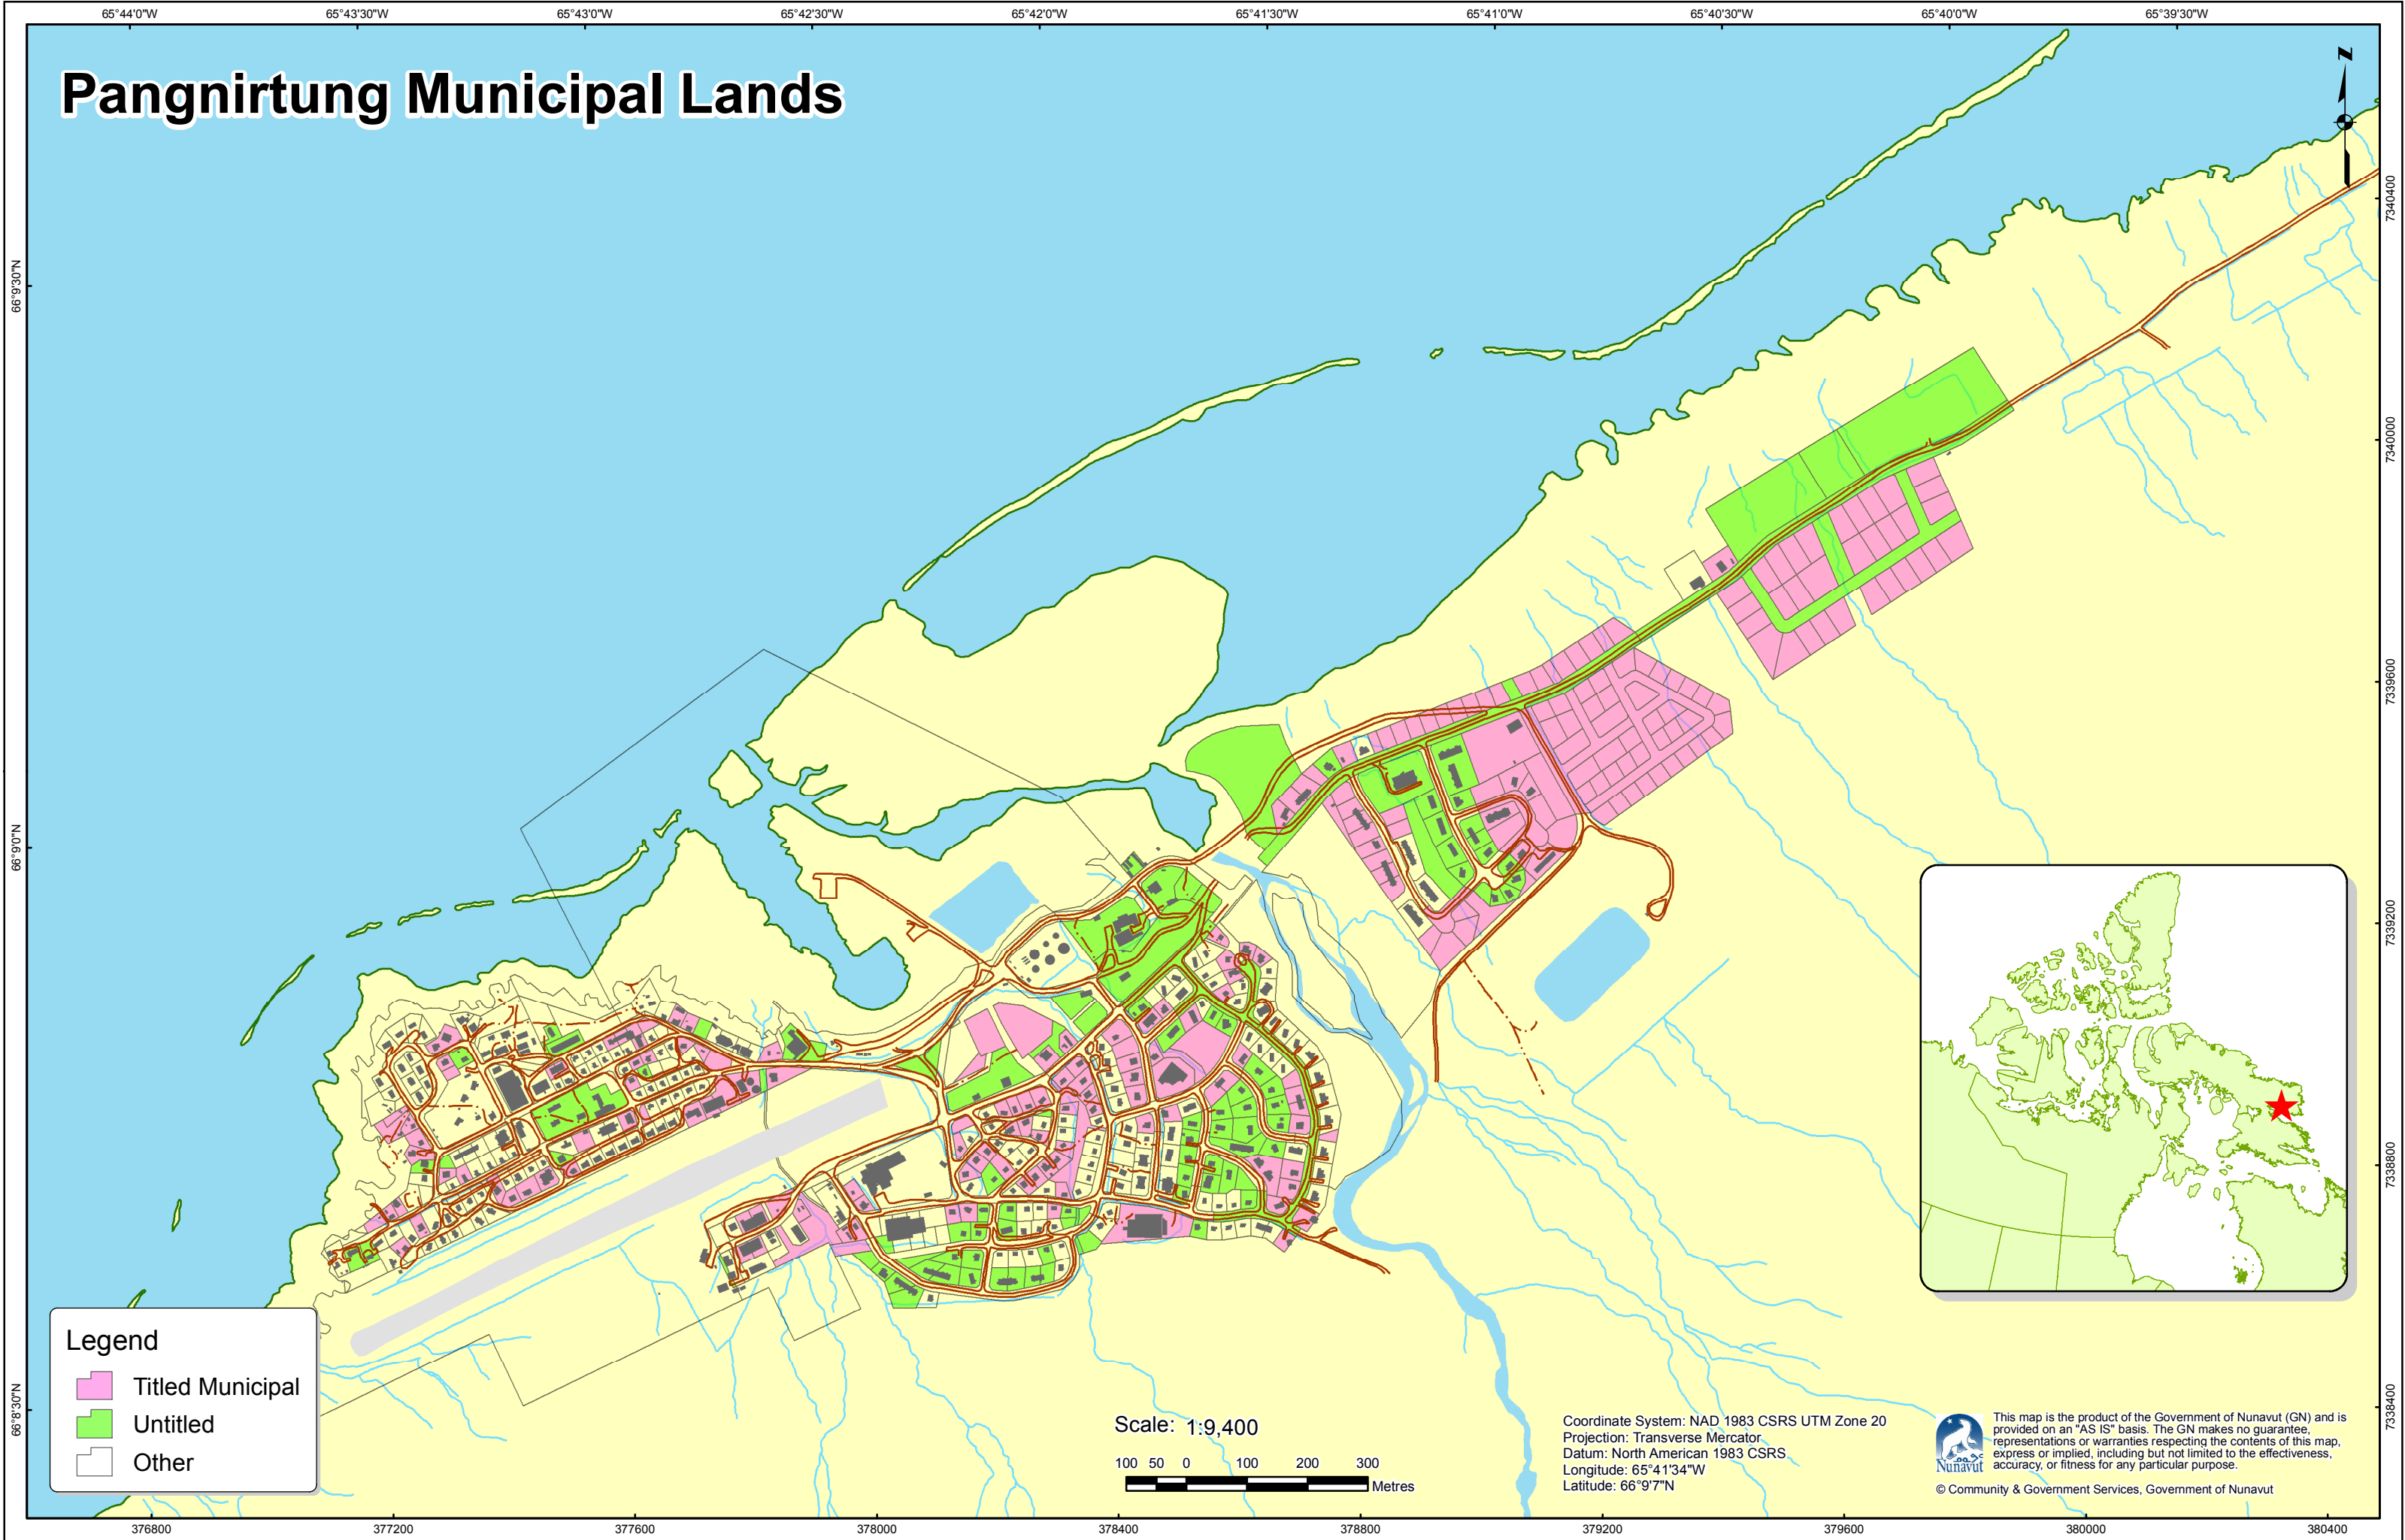 65°44'0"W 65°43'30"W 65°43'0"W 65°42'30"W 65°42'0"W 65°41'30"W 65°41'0"W 65°40'30"W 65°40'0"W 65°39'30"W
Pangnirtung Municipal Lands
N
66°9'30"N
66°9'0"N
66°8'30"N
7340400
7340000
7339600
7339200
7338800
7338400
Legend
Titled Municipal
Untitled
Other
Scale: 1:9,400
100 50 0 100 200 300
Metres
Coordinate System: NAD 1983 CSRS UTM Zone 20
Projection: Transverse Mercator
Datum: North American 1983 CSRS
Longitude: 65°41'34"W
Latitude: 66°9'7"N
Nunavut
This map is the product of the Government of Nunavut (GN) and is
provided on an "AS IS" basis. The GN makes no guarantee,
representations or warranties respecting the contents of this map,
express or implied, including but not limited to the effectiveness,
accuracy, or fitness for any particular purpose.
© Community & Government Services, Government of Nunavut
376800 377200 377600 378000 378400 378800 379200 379600 380000 380400